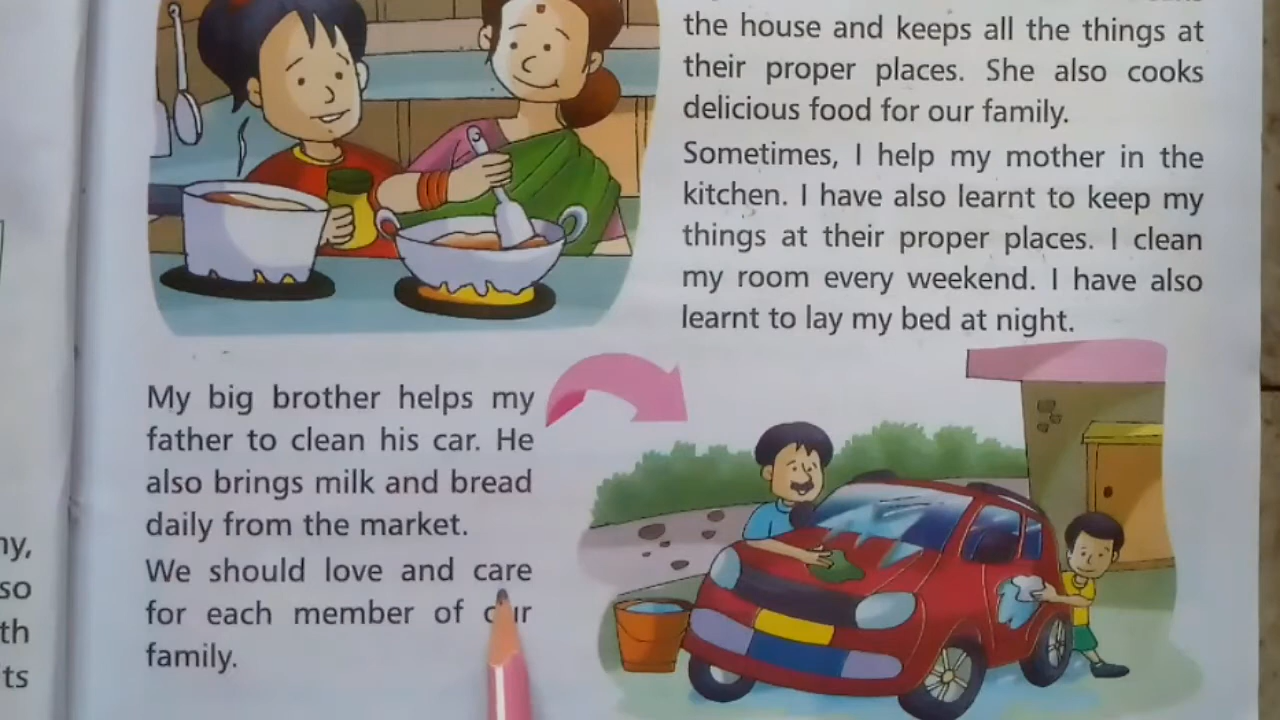 the house and keeps all the things at
their proper places. She also cooks
delicious food for our family.
Sometimes, I help my mother in the
kitchen. I have also learnt to keep my
things at their proper places. I clean
my room every weekend. I have also
learnt to lay my bed at night.
My big brother helps my
father to clean his car. He
also brings milk and bread
daily from the market.
We should love and care
for each member of our
family.